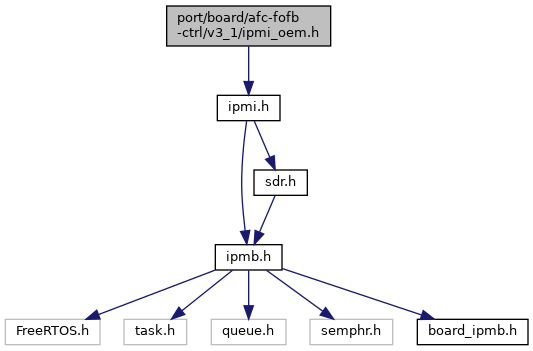 port/board/afc-fofb
-ctrl/v3_1/ipmi_oem.h
ipmi.h
sdr.h
ipmb.h
FreeRTOS.h
task.h
queue.h
semphr.h
board_ipmb.h